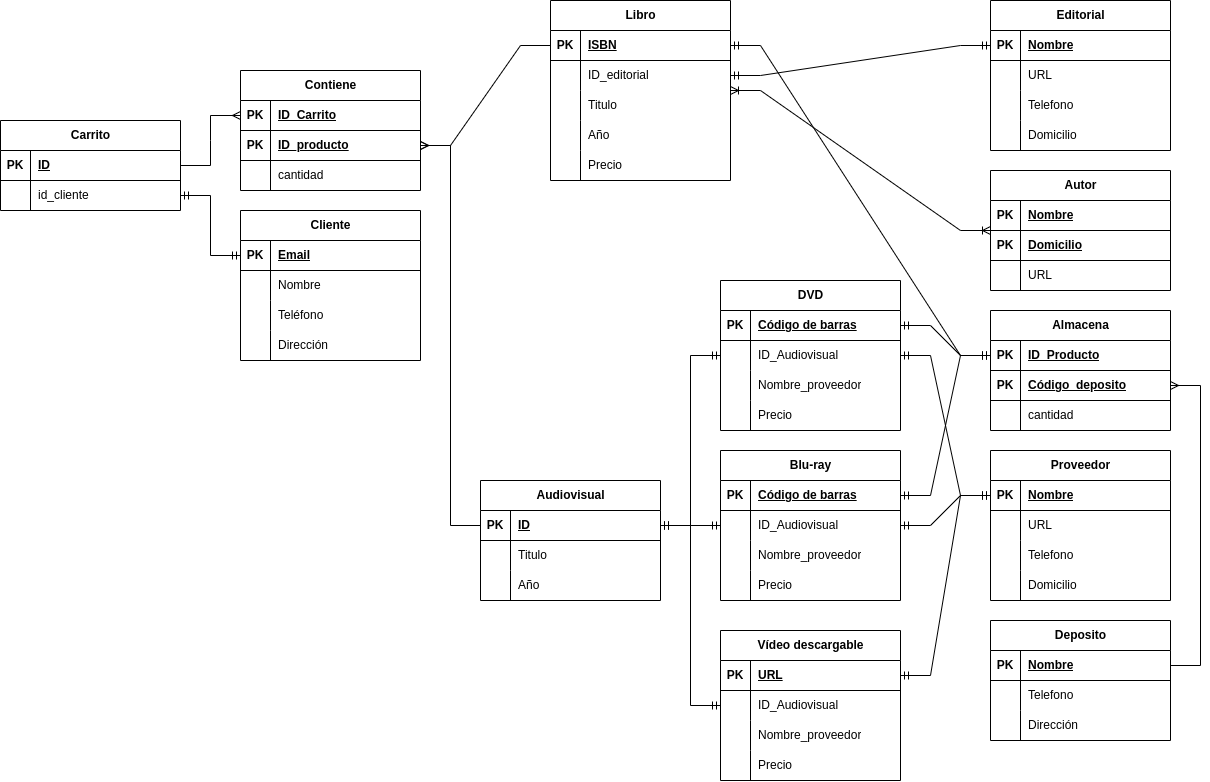 Carrito
PK ID
id_cliente
Contiene
PK ID_Carrito
PK ID_producto
cantidad
Cliente
PK Email
Nombre
Teléfono
Dirección
Libro
PK ISBN
ID_editorial
Titulo
Año
Precio
Editorial
PK Nombre
URL
Telefono
Domicilio
Autor
PK Nombre
PK Domicilio
URL
DVD
PK Código de barras
ID_Audiovisual
Nombre_proveedor
Precio
Almacena
PK ID_Producto
PK Código_deposito
cantidad
Audiovisual
PK ID
Titulo
Año
Blu-ray
PK Código de barras
ID_Audiovisual
Nombre_proveedor
Precio
Proveedor
PK Nombre
URL
Telefono
Domicilio
Vídeo descargable
PK URL
ID_Audiovisual
Nombre_proveedor
Precio
Deposito
PK Nombre
Telefono
Dirección